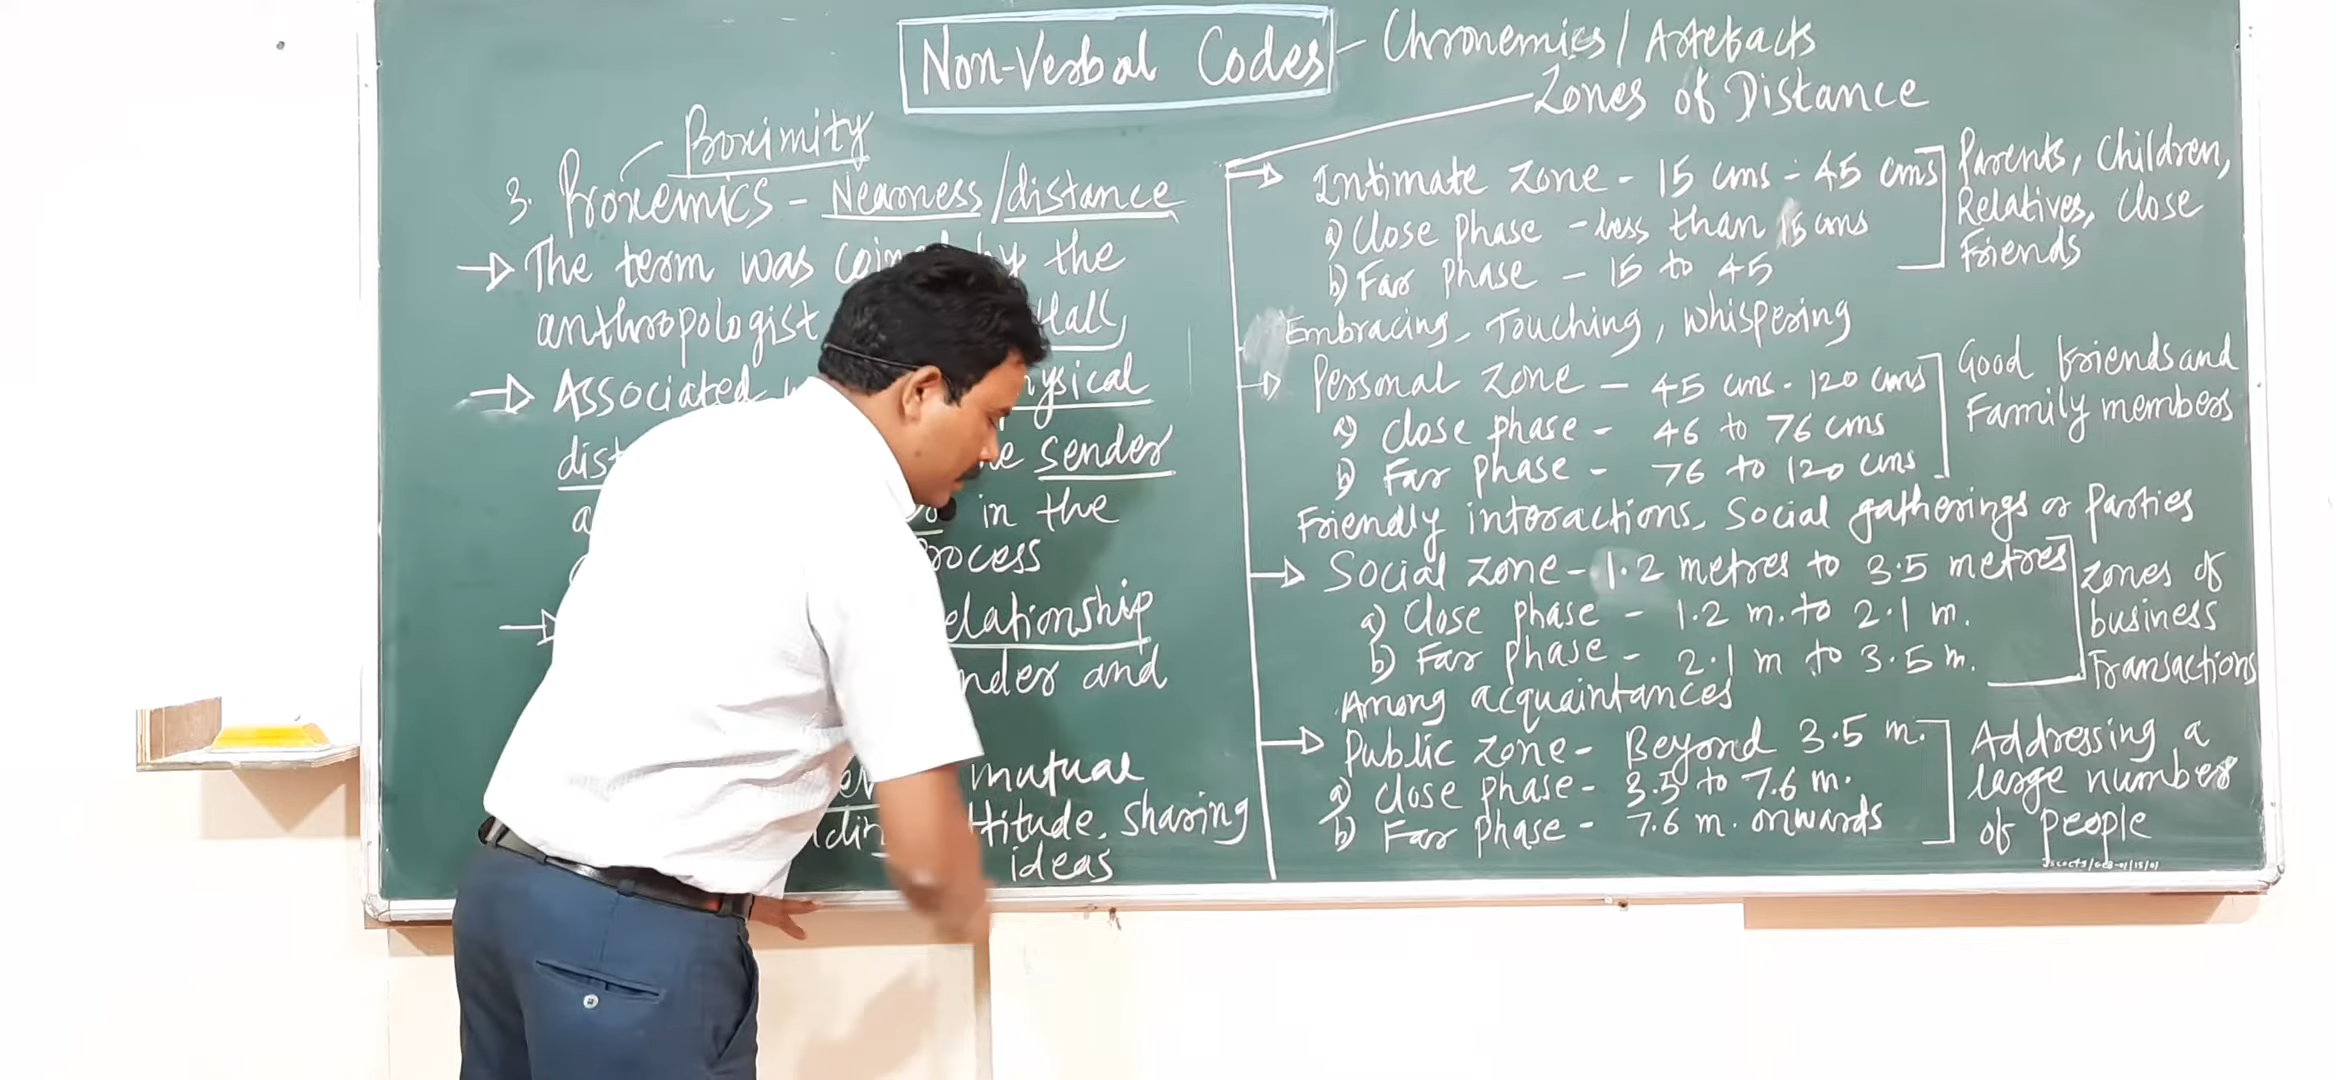 Non-Verbal Codes - Chronemics / Artefacts
Proximity
3. Proxemics - Nearness / distance
→ The term was coined by the
anthropologist Hall,
→ Associated physical
sender
in the
process
→ relationship
and
mutual
attitude, sharing
ideas
Zones of Distance
→ Intimate zone - 15 cms - 45 cms
a) Close phase - less than 15 cms
b) Far phase - 15 to 45
Parents, Children,
Relatives, Close
Friends
Embracing, Touching, Whispering
→ Personal zone - 45 cms - 120 cms
a) Close phase - 46 to 76 cms
b) Far phase - 76 to 120 cms
Good friends and
Family members
Friendly interactions, Social gatherings or Parties
→ Social zone - 1.2 metres to 3.5 metres
a) Close phase - 1.2 m. to 2.1 m.
b) Far phase - 2.1 m to 3.5 m.
Zones of
business
Transactions
Among acquaintances
→ Public zone - Beyond 3.5 m.
a) Close phase - 3.5 to 7.6 m.
b) Far phase - 7.6 m. onwards
Addressing a
large number
of people